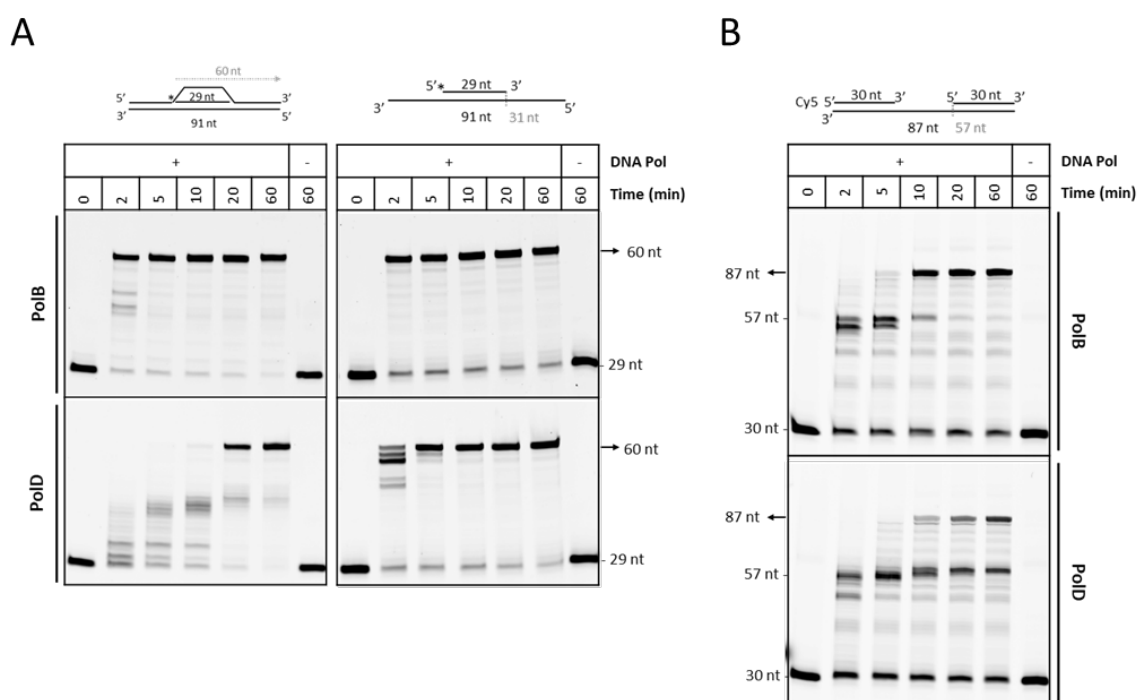 A
B
60 nt
5' * 29 nt 3'
3' 91 nt 5'
5'* 29 nt 3'
3' 5'
91 nt 31 nt
Cy5 5' 30 nt 3' 5' 30 nt 3'
3'
87 nt 57 nt
+ - + - DNA Pol
0 2 5 10 20 60 60 0 2 5 10 20 60 60 Time (min)
+ - DNA Pol
0 2 5 10 20 60 60 Time (min)
PolB
60 nt
29 nt
PolD
60 nt
29 nt
87 nt
57 nt
30 nt
PolB
87 nt
57 nt
30 nt
PolD